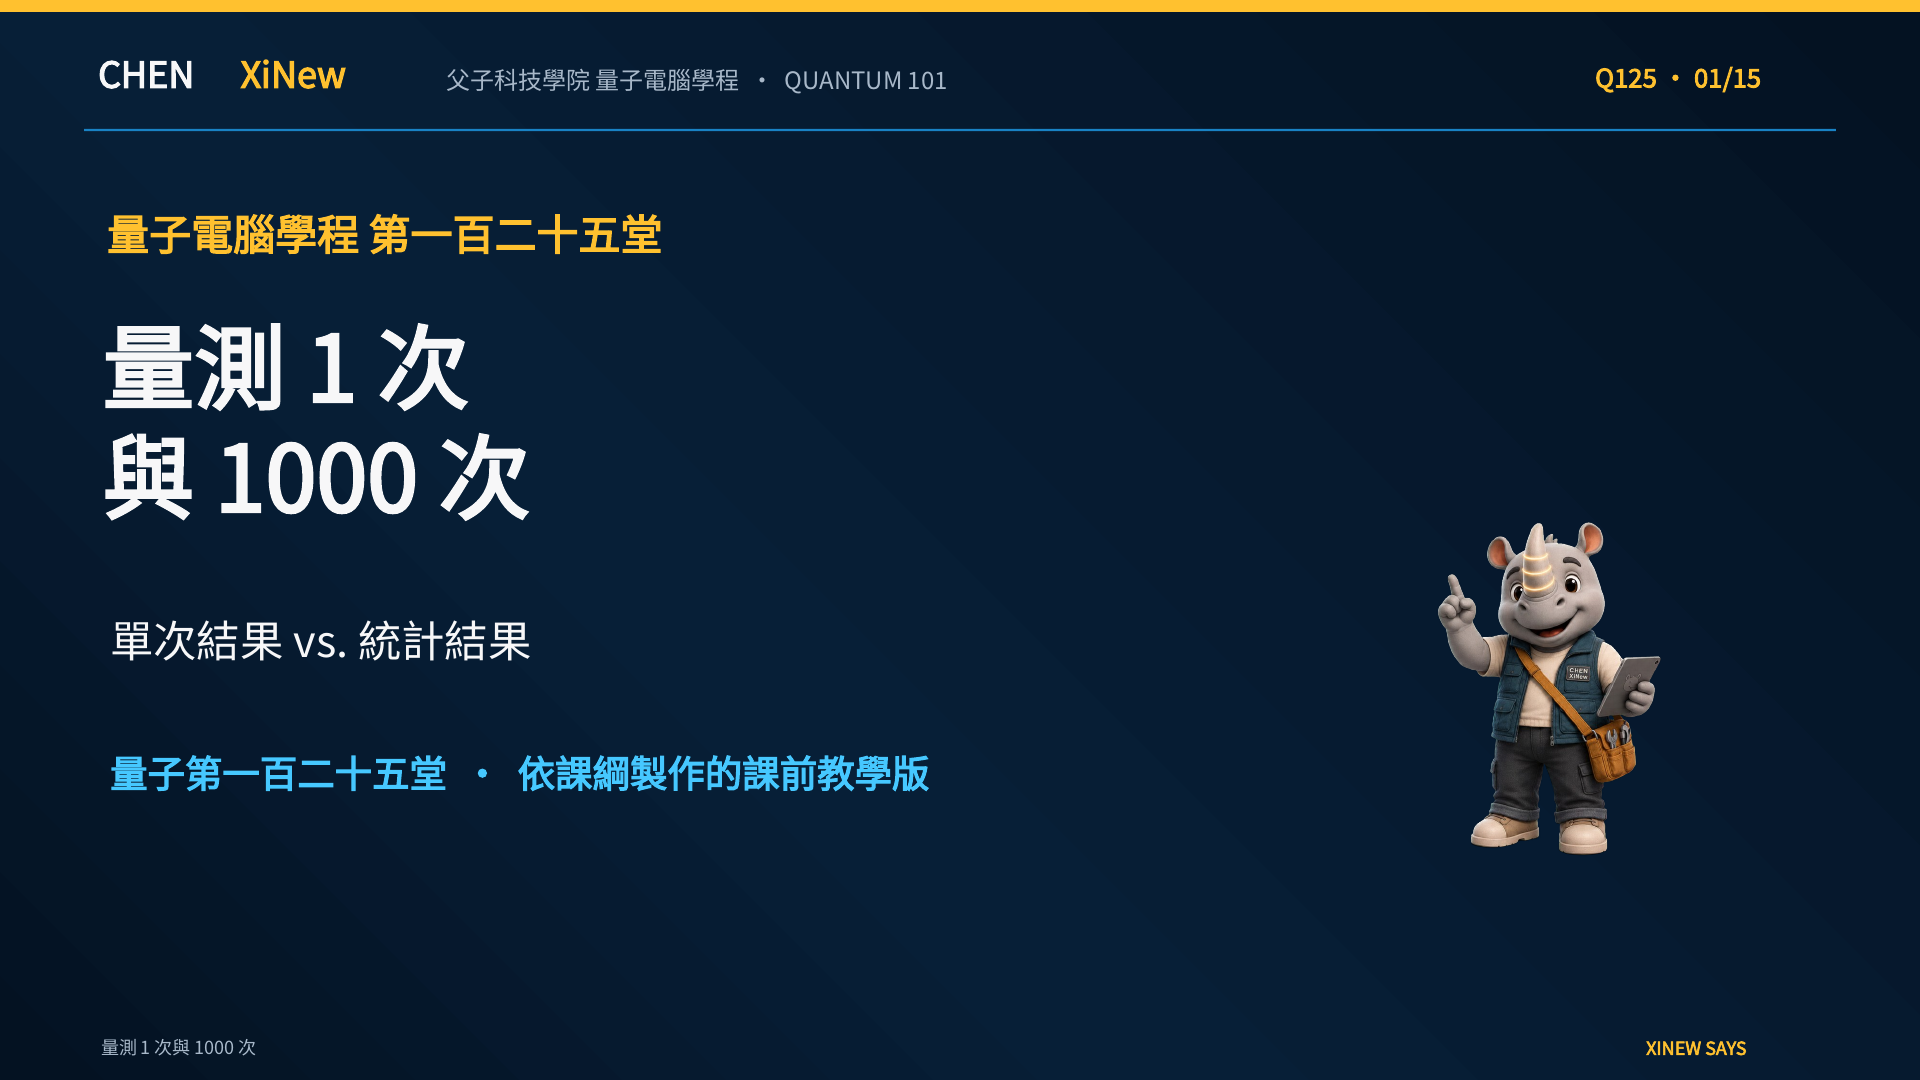 CHEN XiNew 父子科技學院 量子電腦學程 • QUANTUM 101 Q125 • 01/15
量子電腦學程 第一百二十五堂
量測 1 次
與 1000 次
單次結果 vs. 統計結果
量子第一百二十五堂 • 依課綱製作的課前教學版
CHEN
XiNew
量測 1 次與 1000 次 XINEW SAYS